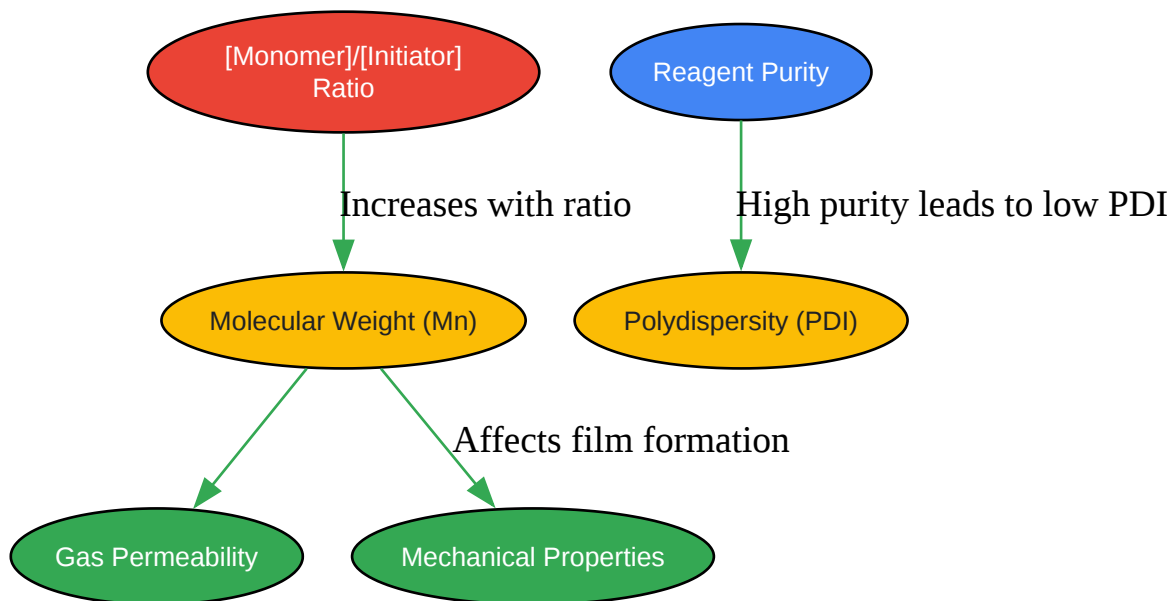 [Monomer]/[Initiator]
Ratio
Reagent Purity
Increases with ratio
High purity leads to low PDI
Molecular Weight (Mn)
Polydispersity (PDI)
Affects film formation
Gas Permeability
Mechanical Properties